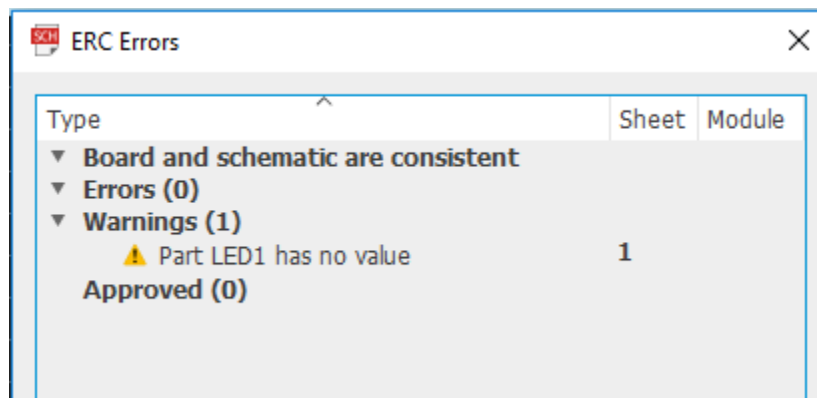 SCH ERC Errors
Type Sheet Module
Board and schematic are consistent
Errors (0)
Warnings (1)
Part LED1 has no value 1
Approved (0)